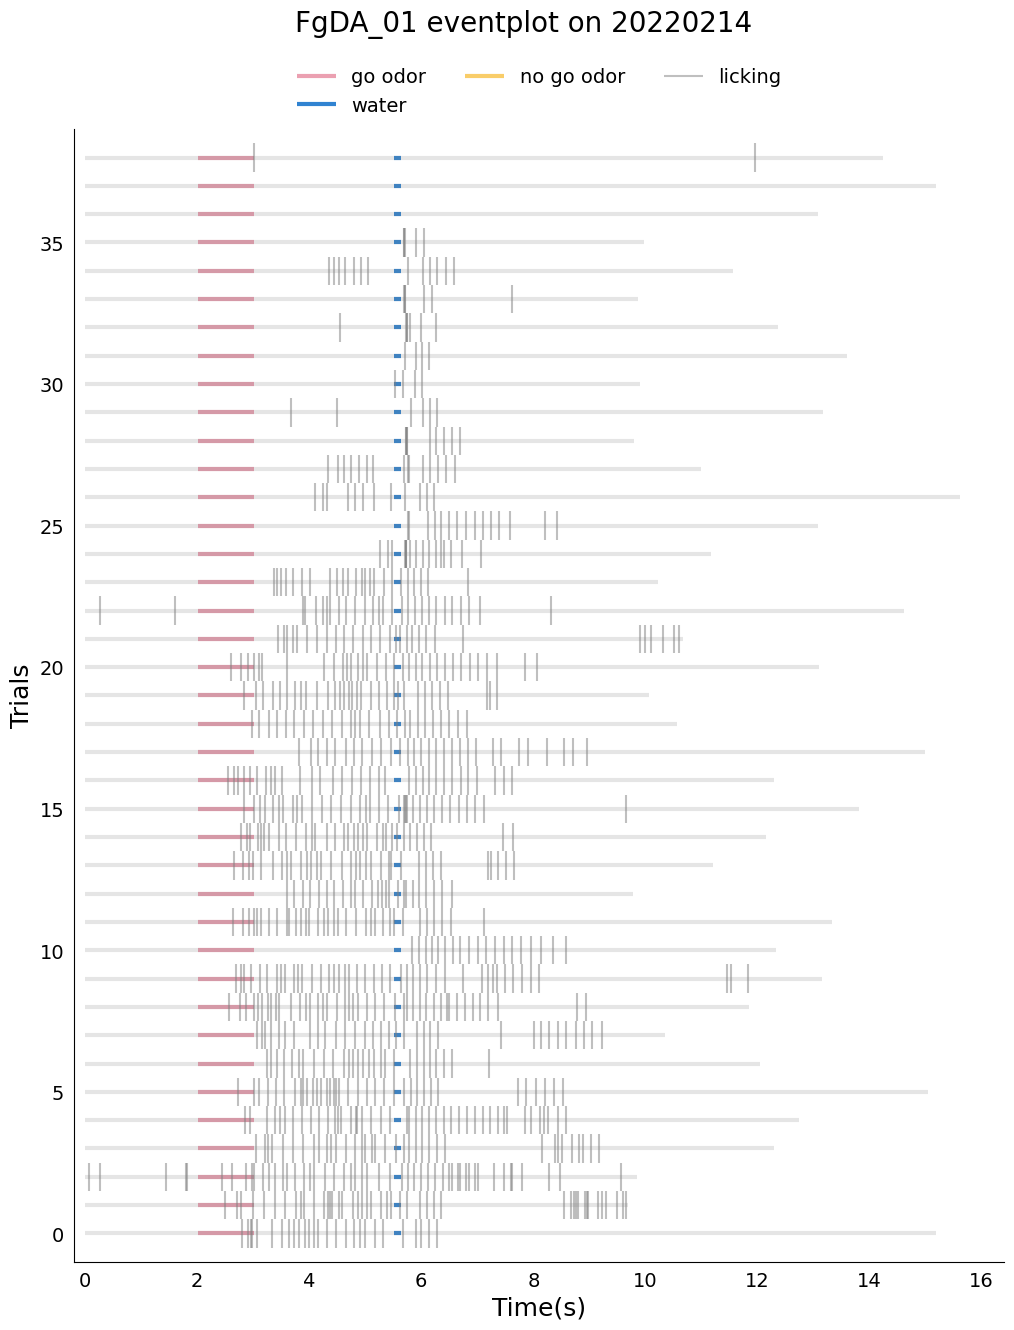 FgDA_01 eventplot on 20220214
go odor
no go odor
licking
water
35
30
25
20
15
10
5
0
Trials
0 2 4 6 8 10 12 14 16
Time(s)